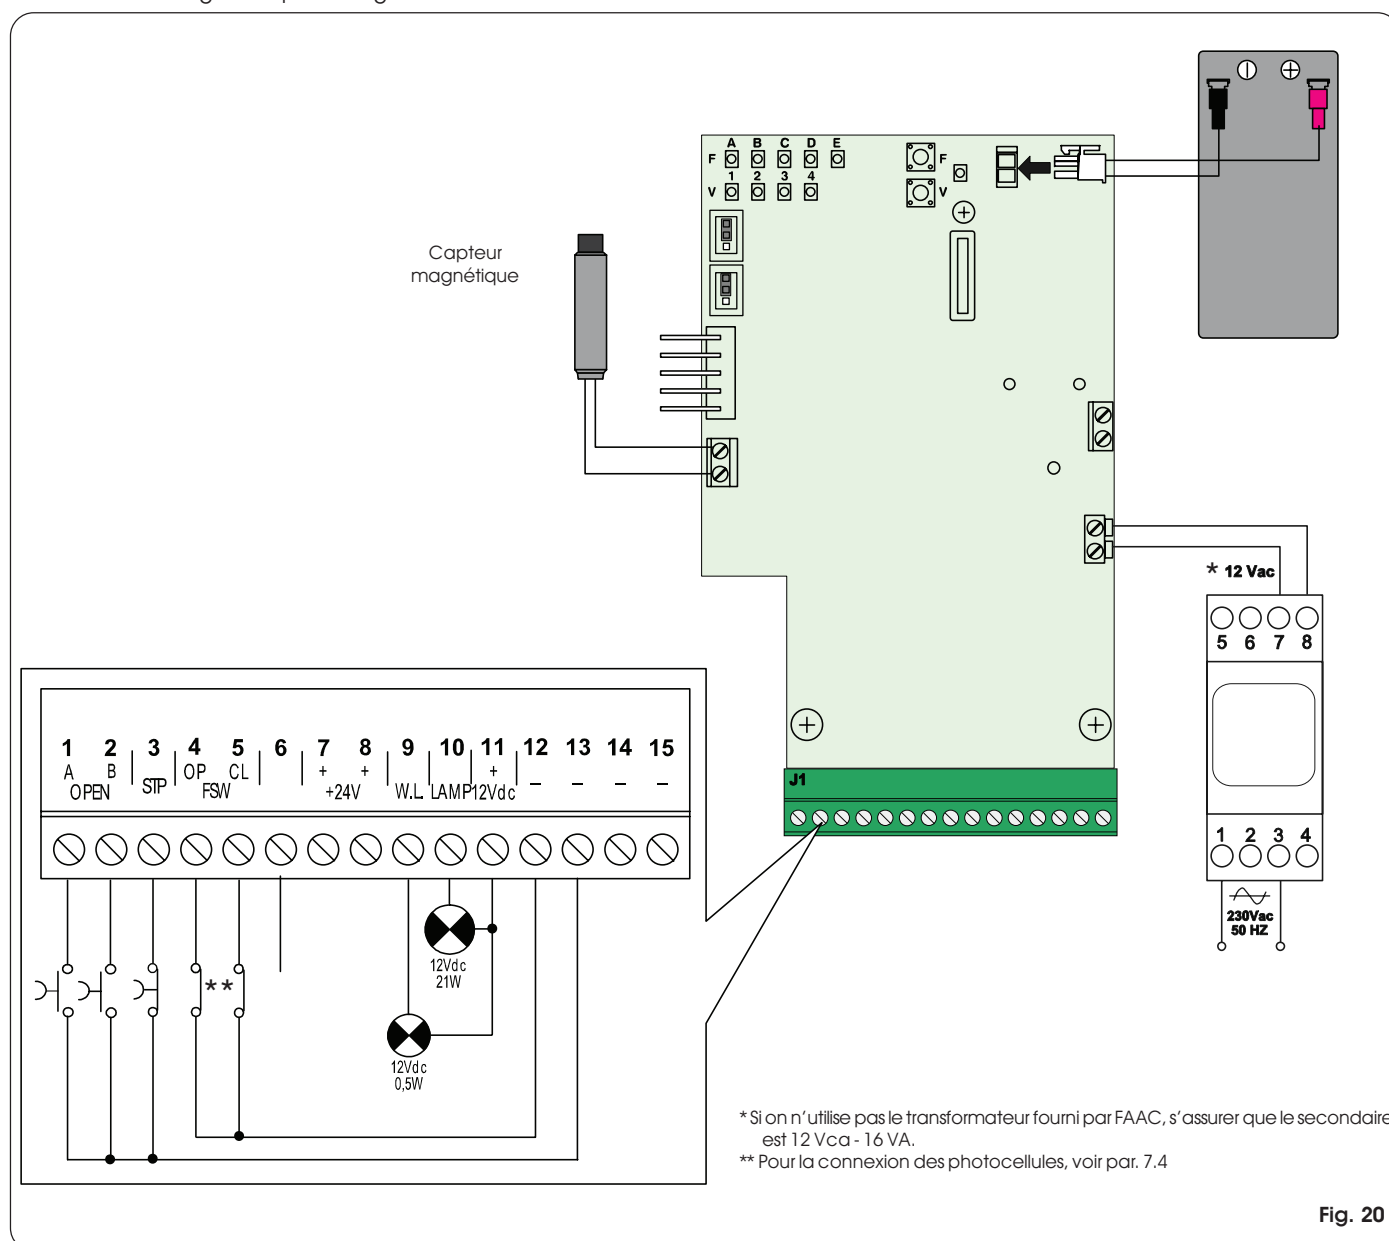 A B C D E
F
1 2 3 4
V
F
V
Capteur
magnétique
* 12 Vac
5 6 7 8
1 2 3 4
230Vac
50 HZ
J1
1 2 3 4 5 6 7 8 9 10 11 12 13 14 15
A B OP CL + + + – – – –
OPEN STP FSW +24V W.L. LAMP 12Vdc
**
12Vdc
21W
12Vdc
0,5W
* Si on n’utilise pas le transformateur fourni par FAAC, s’assurer que le secondaire
est 12 Vca - 16 VA.
** Pour la connexion des photocellules, voir par. 7.4
Fig. 20